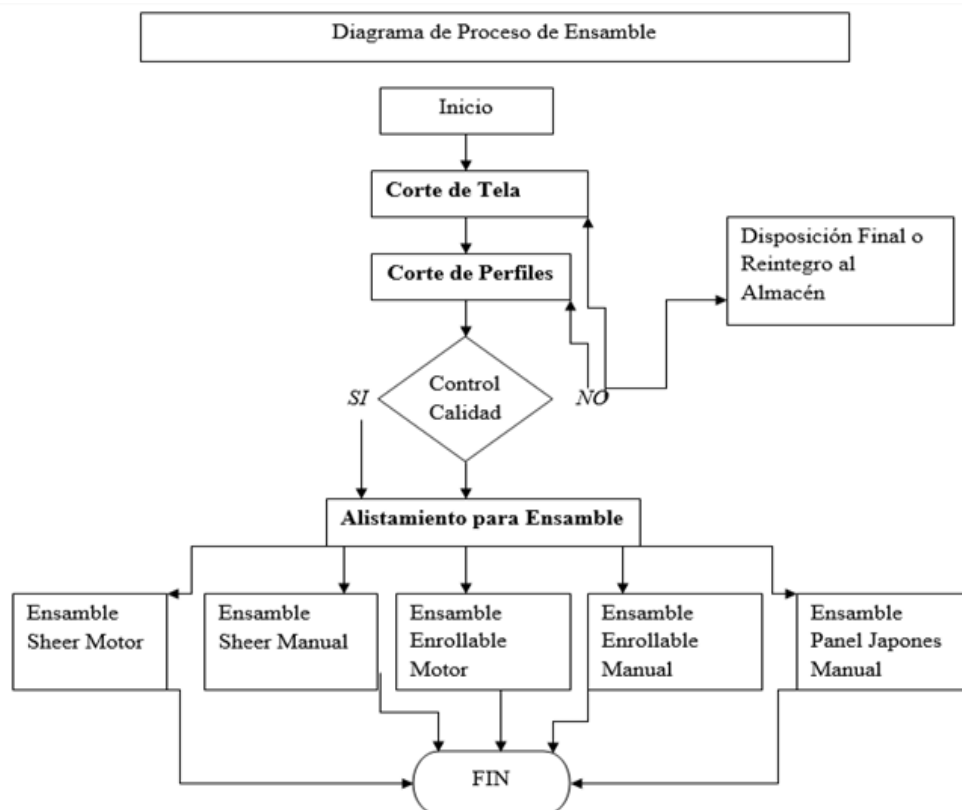 Diagrama de Proceso de Ensamble
Inicio
Corte de Tela
Corte de Perfiles
Disposición Final o
Reintegro al
Almacén
SI
Control
Calidad
NO
Alistamiento para Ensamble
Ensamble
Sheer Motor
Ensamble
Sheer Manual
Ensamble
Enrollable
Motor
Ensamble
Enrollable
Manual
Ensamble
Panel Japones
Manual
FIN